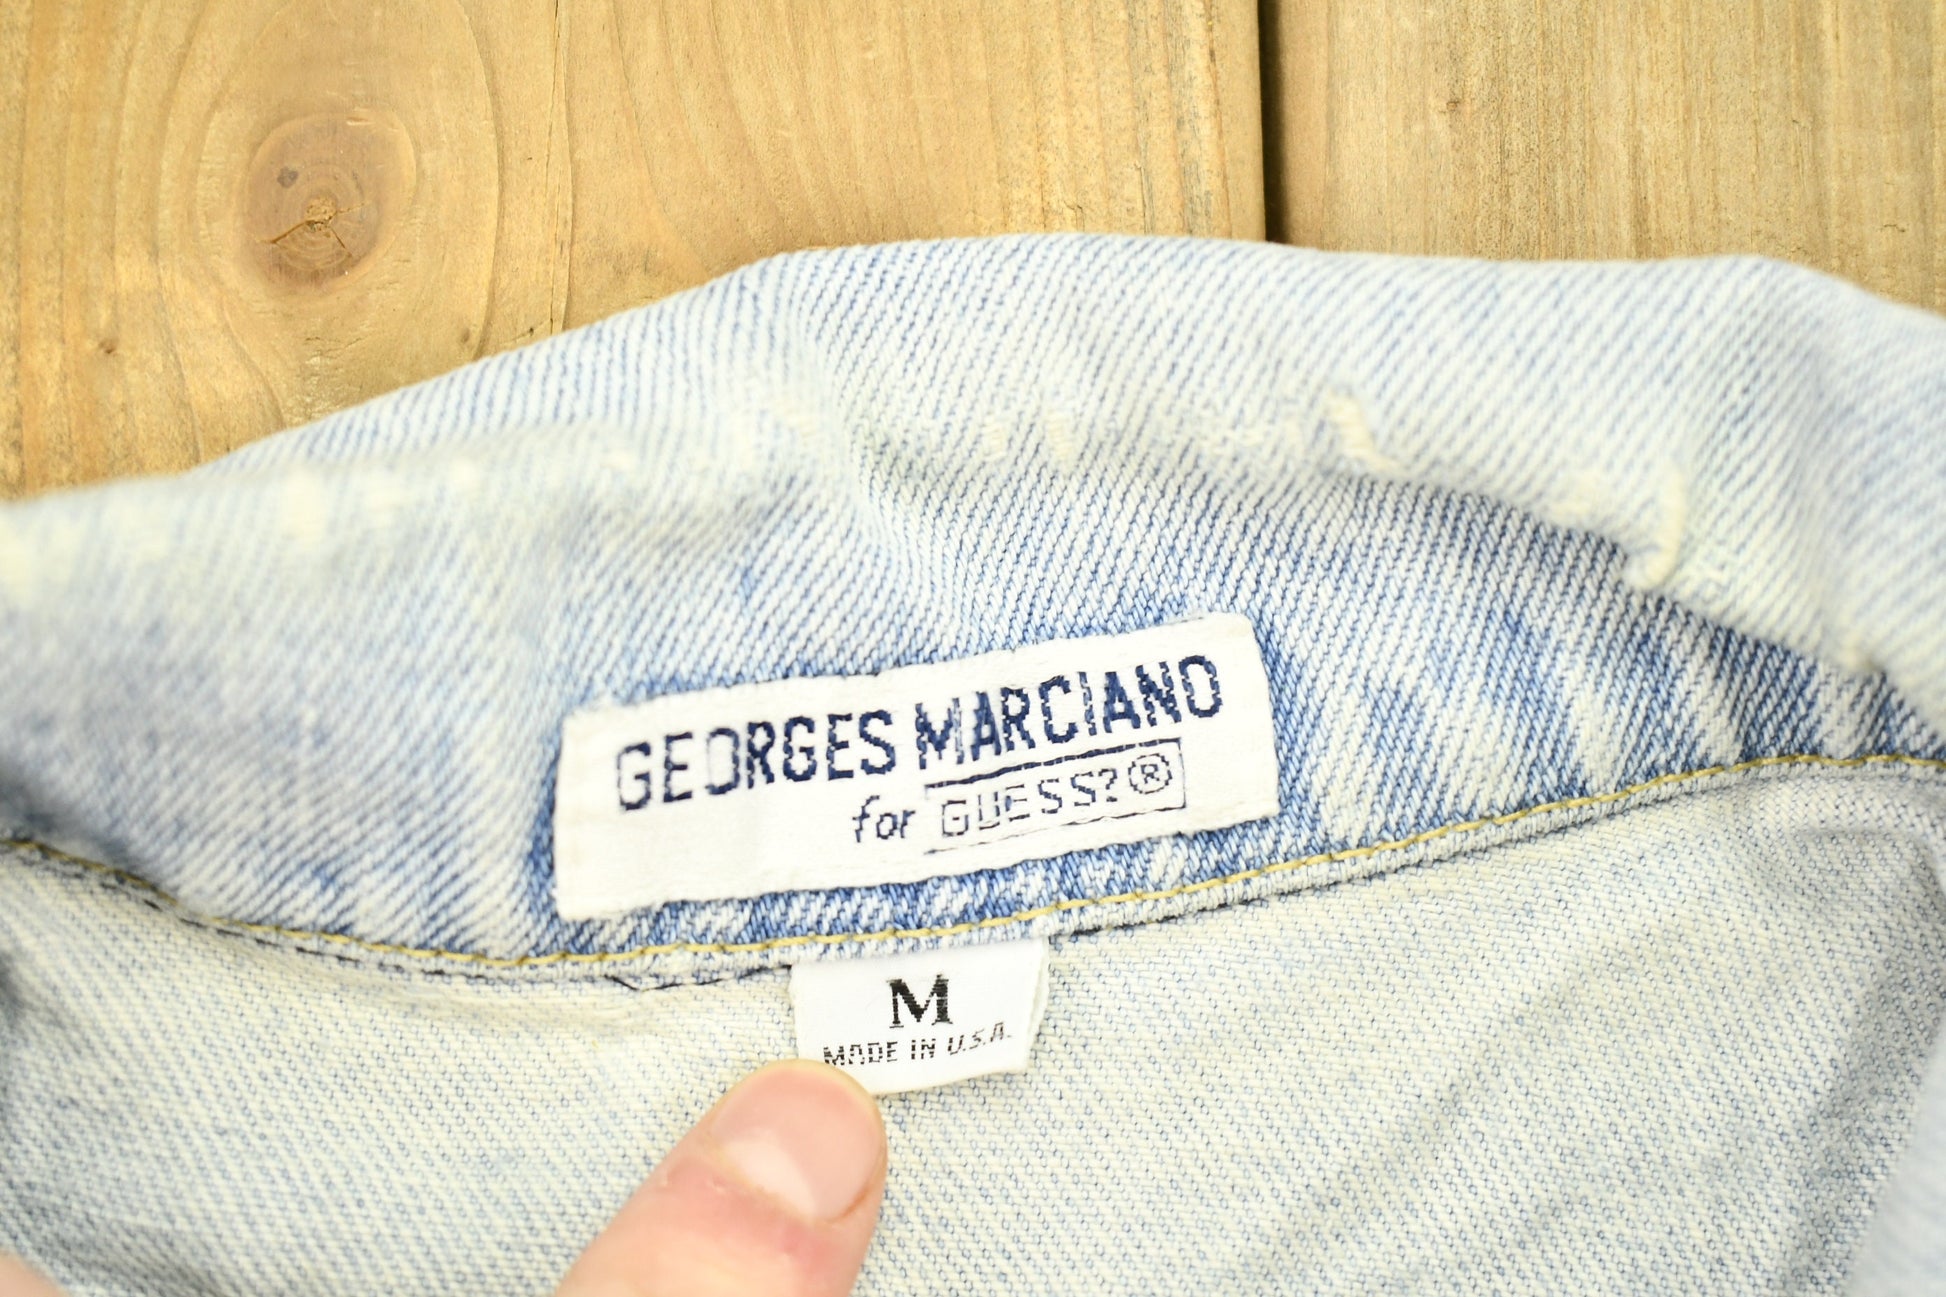 GEORGES MARCIANO
for GUESS?®
M
MADE IN U.S.A.